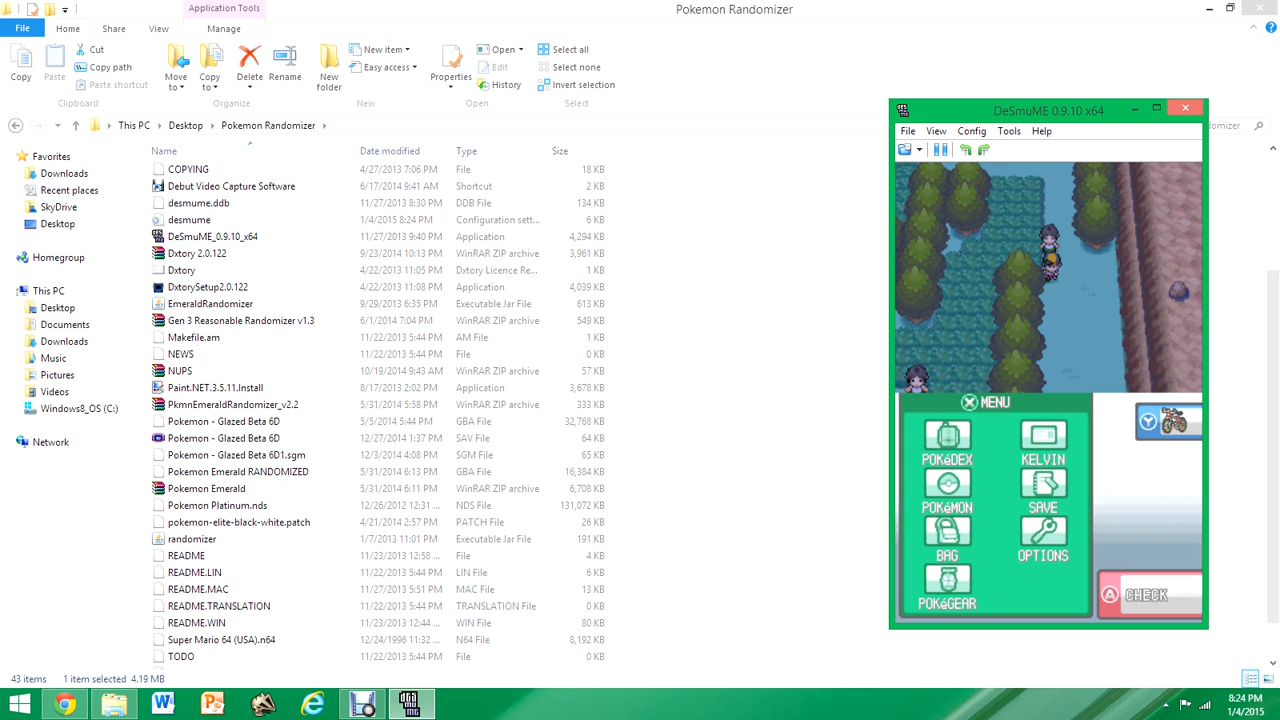 Application Tools
Pokemon Randomizer
File Home Share View Manage
Copy
Paste
Cut
Copy path
Paste shortcut
Clipboard
Move to
Copy to
Delete
Rename
Organize
New folder
New item
Easy access
New
Properties
Open
Edit
History
Open
Select all
Select none
Invert selection
Select
This PC Desktop Pokemon Randomizer
Name Date modified Type Size
Favorites
Downloads
Recent places
SkyDrive
Desktop
Homegroup
This PC
Desktop
Documents
Downloads
Music
Pictures
Videos
Windows8_OS (C:)
Network
COPYING 4/27/2013 7:06 PM File 18 KB
Debut Video Capture Software 6/17/2014 9:41 AM Shortcut 2 KB
desmume.ddb 11/27/2013 8:30 PM DDB File 134 KB
desmume 1/4/2015 8:24 PM Configuration sett... 6 KB
DeSmuME_0.9.10_x64 11/27/2013 9:40 PM Application 4,294 KB
Dxtory 2.0.122 9/23/2014 10:13 PM WinRAR ZIP archive 3,961 KB
Dxtory 4/22/2013 11:05 PM Dxtory Licence Re... 1 KB
DxtorySetup2.0.122 4/22/2013 11:08 PM Application 4,039 KB
EmeraldRandomizer 9/29/2013 6:35 PM Executable Jar File 613 KB
Gen 3 Reasonable Randomizer v1.3 6/1/2014 7:04 PM WinRAR ZIP archive 549 KB
Makefile.am 11/22/2013 5:44 PM AM File 1 KB
NEWS 11/22/2013 5:44 PM File 0 KB
NUPS 10/19/2014 9:43 AM WinRAR ZIP archive 57 KB
Paint.NET.3.5.11.Install 8/17/2013 2:02 PM Application 3,678 KB
PkmnEmeraldRandomizer_v2.2 5/31/2014 5:58 PM WinRAR ZIP archive 333 KB
Pokemon - Glazed Beta 6D 5/5/2014 5:44 PM GBA File 32,768 KB
Pokemon - Glazed Beta 6D 12/27/2014 1:37 PM SAV File 64 KB
Pokemon - Glazed Beta 6D1.sgm 12/3/2014 4:08 PM SGM File 65 KB
Pokemon Emerald RANDOMIZED 5/31/2014 6:13 PM GBA File 16,384 KB
Pokemon Emerald 5/31/2014 6:11 PM WinRAR ZIP archive 6,708 KB
Pokemon Platinum.nds 12/26/2012 12:31 ... NDS File 131,072 KB
pokemon-elite-black-white.patch 4/21/2014 2:57 PM PATCH File 26 KB
randomizer 1/7/2013 11:01 PM Executable Jar File 191 KB
README 11/23/2013 12:58 ... File 4 KB
README.LIN 11/22/2013 5:44 PM LIN File 6 KB
README.MAC 11/27/2013 5:51 PM MAC File 13 KB
README.TRANSLATION 11/22/2013 5:44 PM TRANSLATION File 0 KB
README.WIN 11/23/2013 12:44 ... WIN File 80 KB
Super Mario 64 (USA).n64 12/24/1996 11:32 ... N64 File 8,192 KB
TODO 11/22/2013 5:44 PM File 0 KB
43 items 1 item selected 4.19 MB
DeSmuME 0.9.10 x64
File View Config Tools Help
andomizer
X MENU
POKéDEX KELVIN
POKéMON SAVE
BAG OPTIONS
POKéGEAR
Y
A CHECK
8:24 PM
1/4/2015